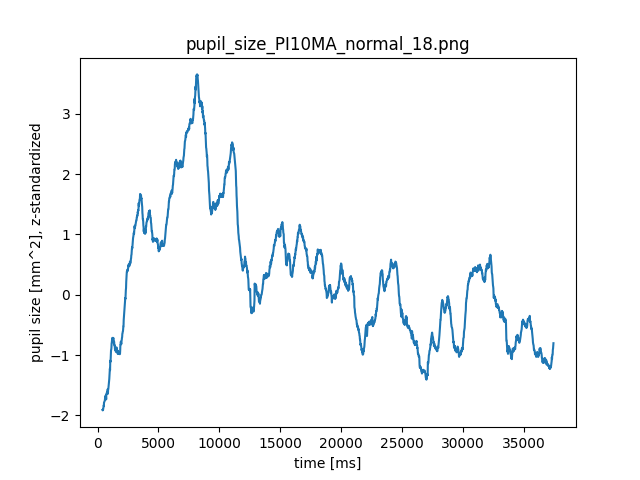 pupil_size_PI10MA_normal_18.png
pupil size [mm^2], z-standardized
3
2
1
0
−1
−2
0 5000 10000 15000 20000 25000 30000 35000
time [ms]